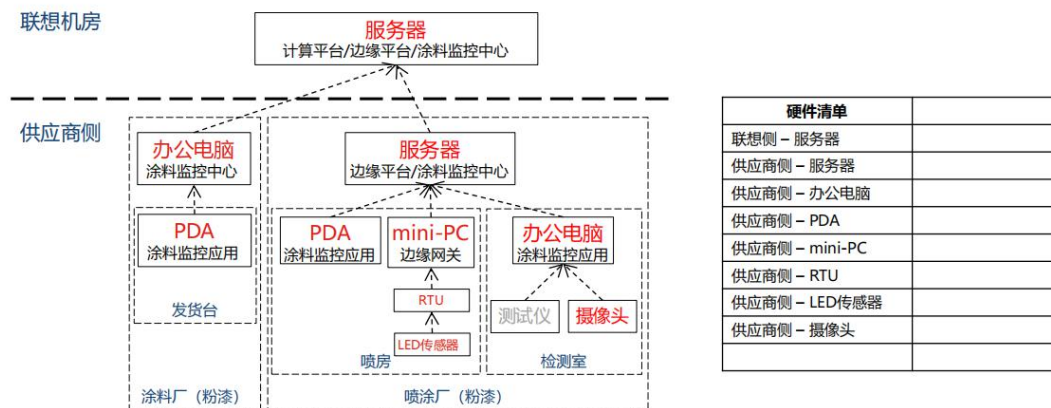 联想机房
服务器
计算平台/边缘平台/涂料监控中心
供应商侧
办公电脑
涂料监控中心
服务器
边缘平台/涂料监控中心
PDA
涂料监控应用
PDA
涂料监控应用
mini-PC
边缘网关
办公电脑
涂料监控应用
RTU
LED传感器
测试仪
摄像头
发货台
喷房
检测室
涂料厂（粉漆）
喷涂厂（粉漆）
硬件清单
联想侧 – 服务器
供应商侧 – 服务器
供应商侧 – 办公电脑
供应商侧 – PDA
供应商侧 – mini-PC
供应商侧 – RTU
供应商侧 – LED传感器
供应商侧 – 摄像头